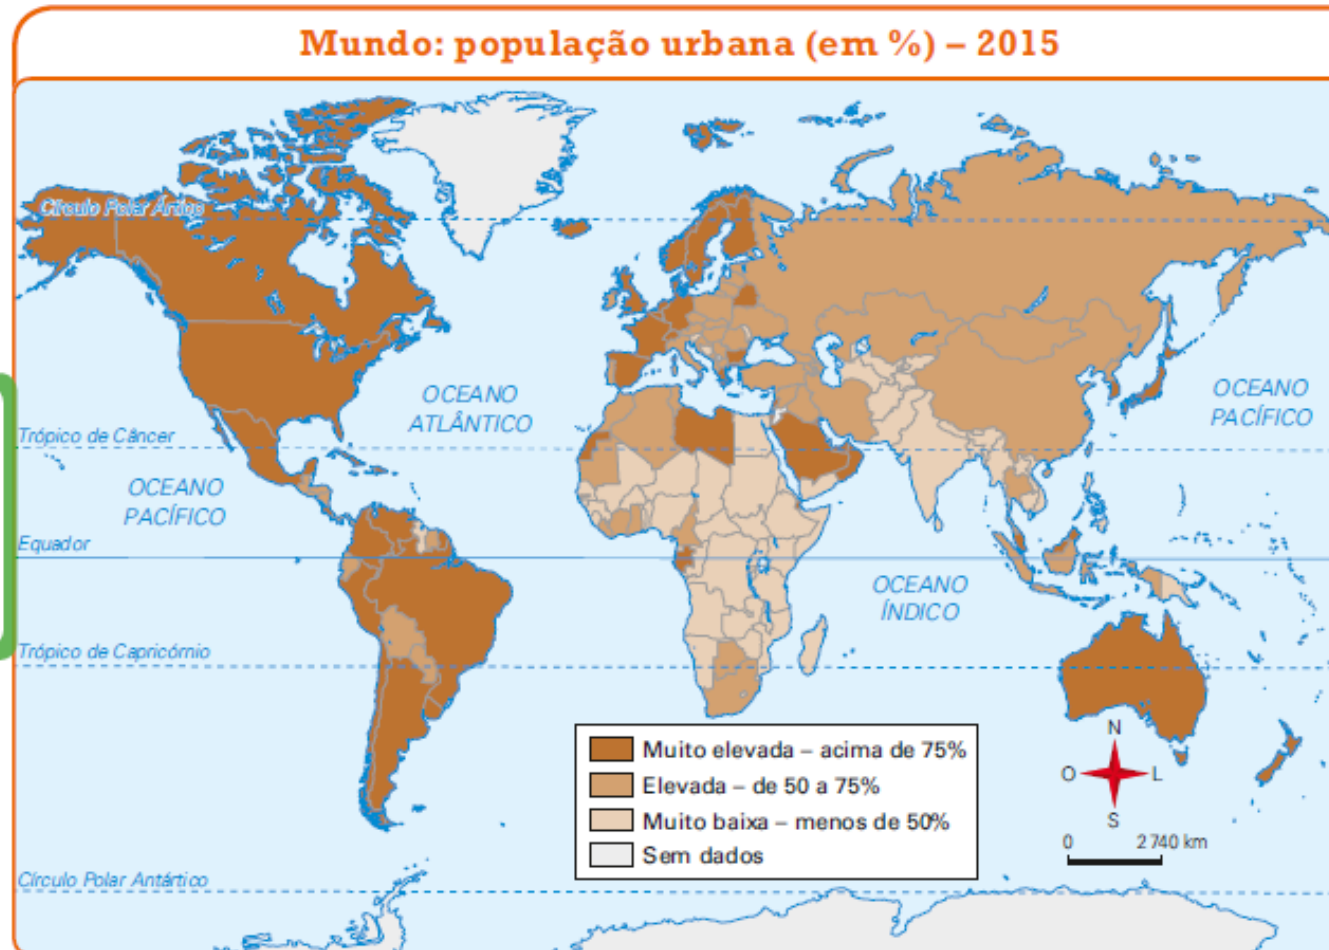 Mundo: população urbana (em %) – 2015
Círculo Polar Ártico
OCEANO
ATLÂNTICO
OCEANO
PACÍFICO
Trópico de Câncer
OCEANO
PACÍFICO
Equador
OCEANO
ÍNDICO
Trópico de Capricórnio
Muito elevada – acima de 75%
Elevada – de 50 a 75%
Muito baixa – menos de 50%
Sem dados
N
O
L
S
0
2 740 km
Círculo Polar Antártico